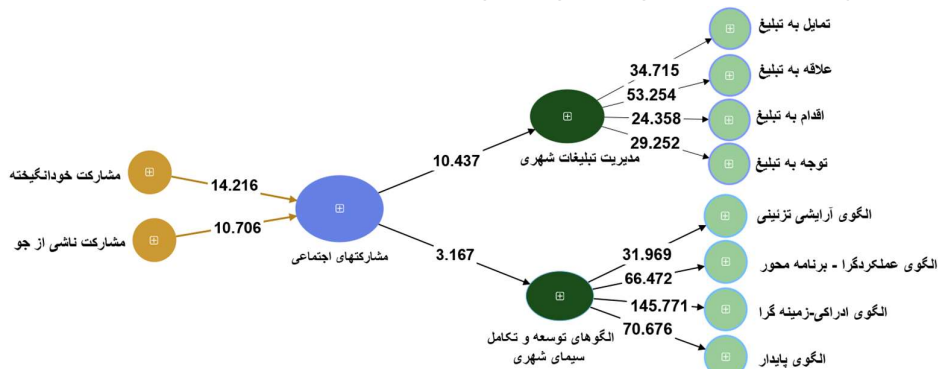 تمایل به تبلیغ
34.715
علاقه به تبلیغ
53.254
اقدام به تبلیغ
24.358
توجه به تبلیغ
29.252
مدیریت تبلیغات شهری
10.437
مشارکت خودانگیخته
14.216
مشارکت ناشی از جو
10.706
مشارکتهای اجتماعی
3.167
الگوی آرایشی تزئینی
31.969
الگوی عملکردگرا - برنامه محور
66.472
الگوی ادراکی-زمینه گرا
145.771
الگوی پایدار
70.676
الگوهای توسعه و تکامل
سیمای شهری